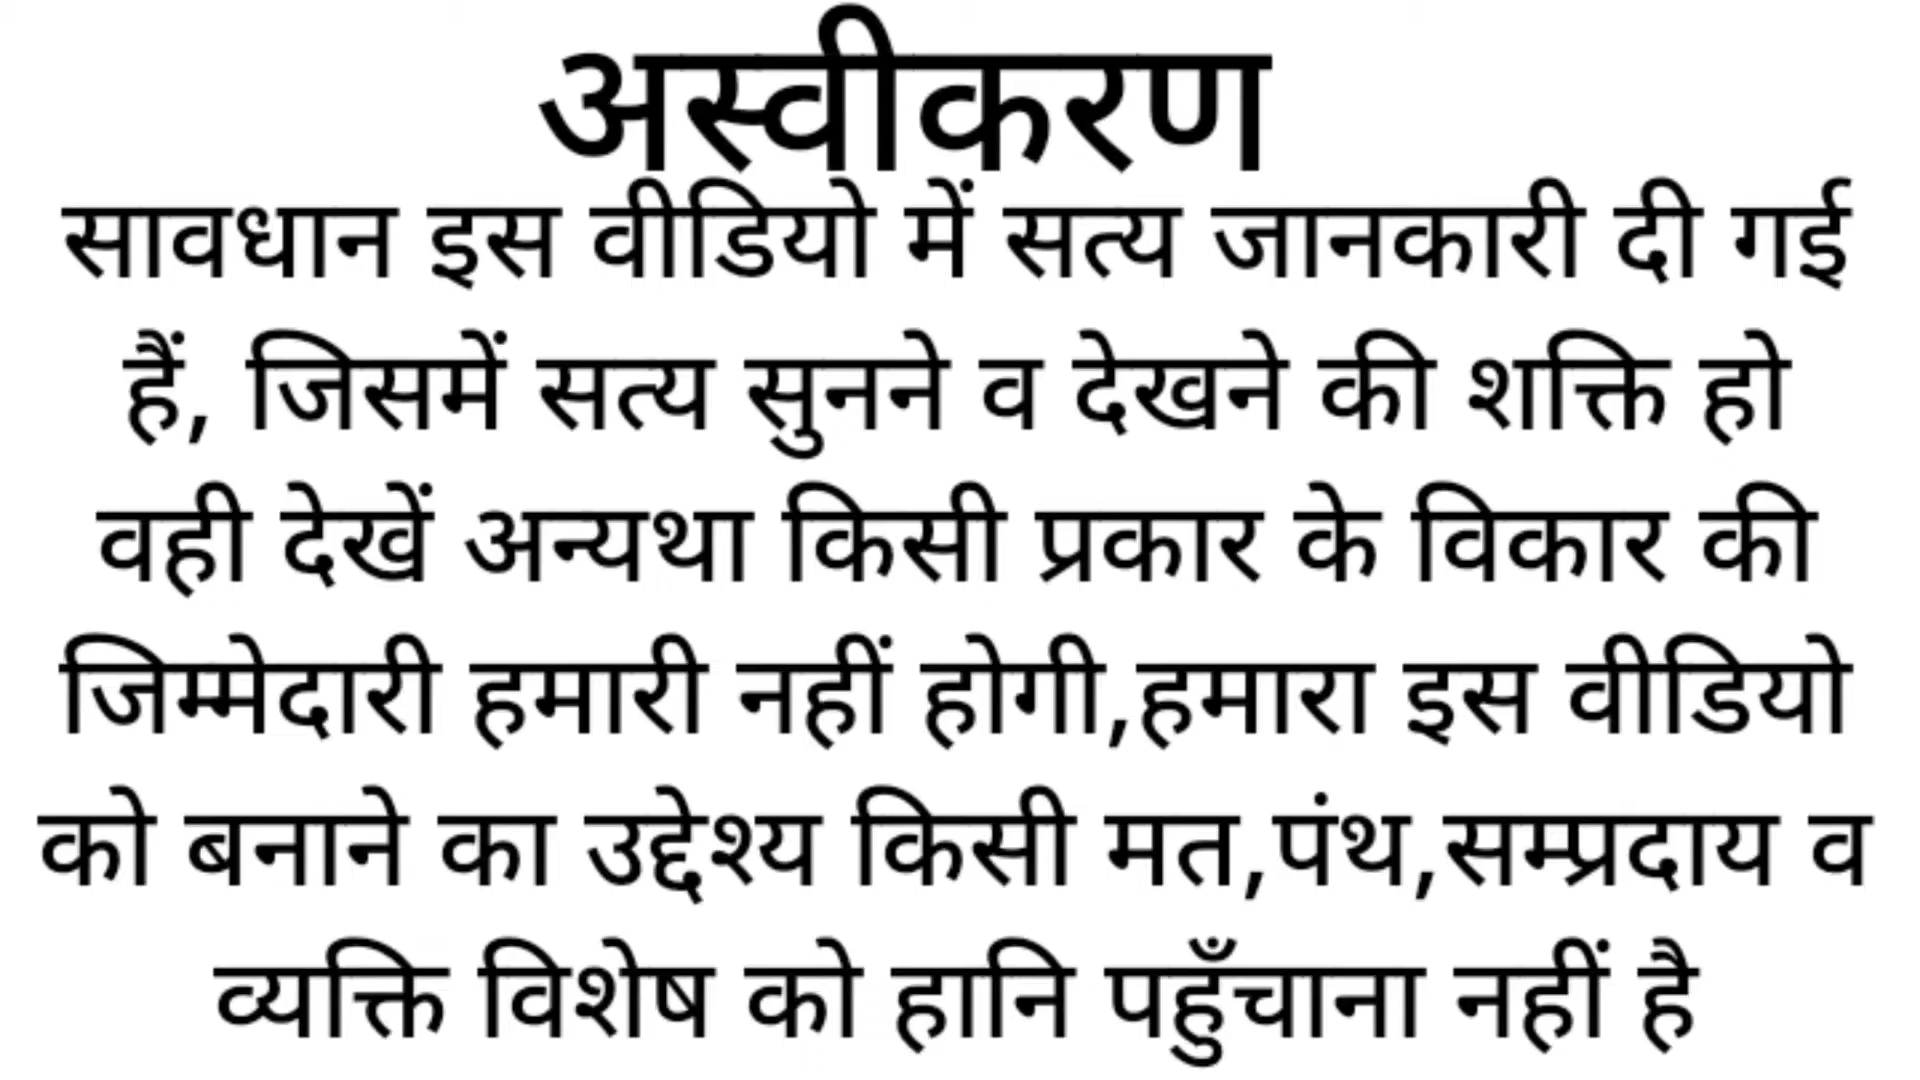 अस्वीकरण
सावधान इस वीडियो में सत्य जानकारी दी गई
हैं, जिसमें सत्य सुनने व देखने की शक्ति हो
वही देखें अन्यथा किसी प्रकार के विकार की
जिम्मेदारी हमारी नहीं होगी,हमारा इस वीडियो
को बनाने का उद्देश्य किसी मत,पंथ,सम्प्रदाय व
व्यक्ति विशेष को हानि पहुँचाना नहीं है